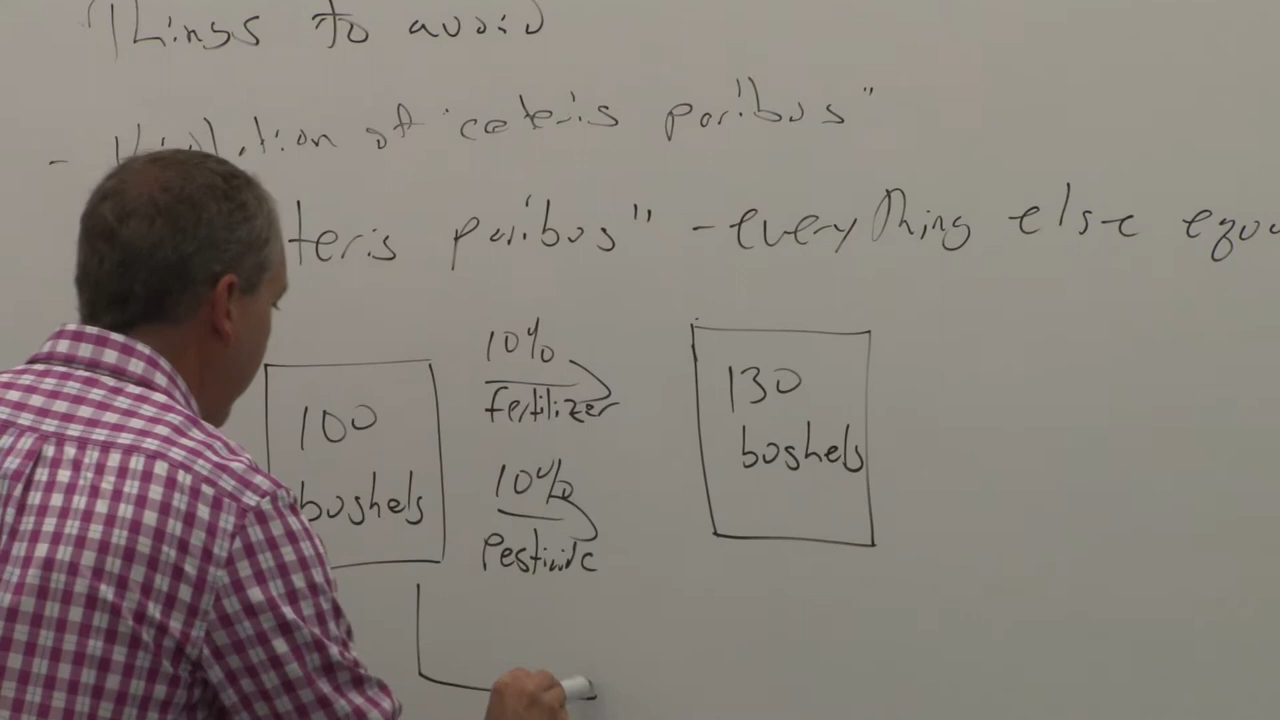 Things to avoid
- Violation of "ceteris paribus"
teris paribus" - everything else equa
100
bushels
10%
fertilizer
10%
Pesticide
130
bushels